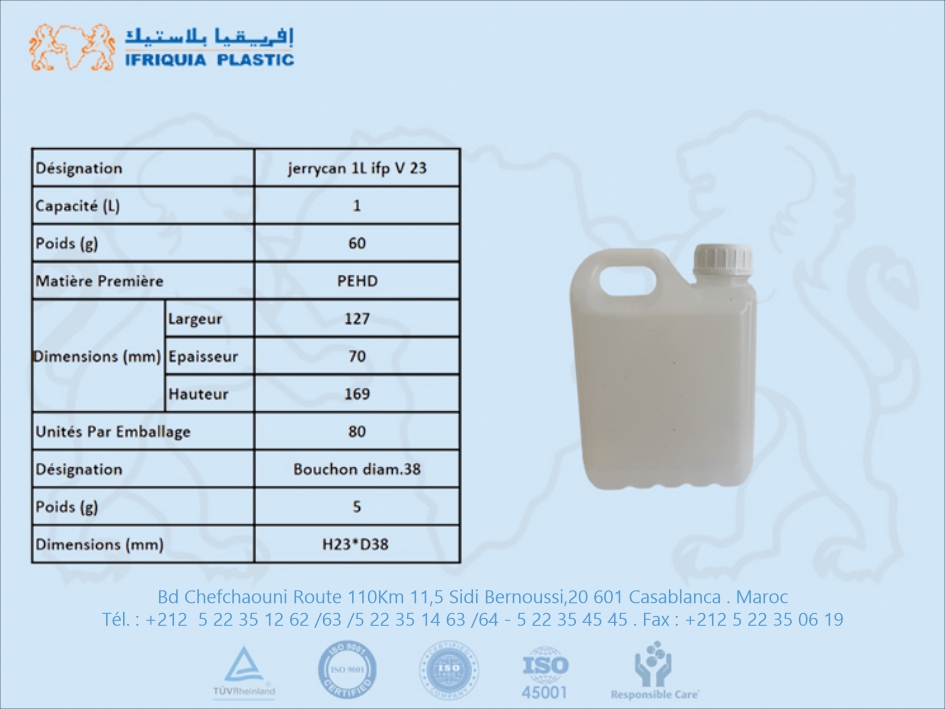 إفريقيا بلاستيك
IFRIQUIA PLASTIC
Désignation jerrycan 1L ifp V 23
Capacité (L) 1
Poids (g) 60
Matière Première PEHD
Dimensions (mm) Largeur 127
Epaisseur 70
Hauteur 169
Unités Par Emballage 80
Désignation Bouchon diam.38
Poids (g) 5
Dimensions (mm) H23*D38
Bd Chefchaouni Route 110Km 11,5 Sidi Bernoussi,20 601 Casablanca . Maroc
Tél. : +212 5 22 35 12 62 /63 /5 22 35 14 63 /64 - 5 22 35 45 45 . Fax : +212 5 22 35 06 19
TÜVRheinland
ISO 9001
ISO 9001
CERTIFIED
CERTIFIED
ISO
COMPANY
ISO
45001
Responsible Care